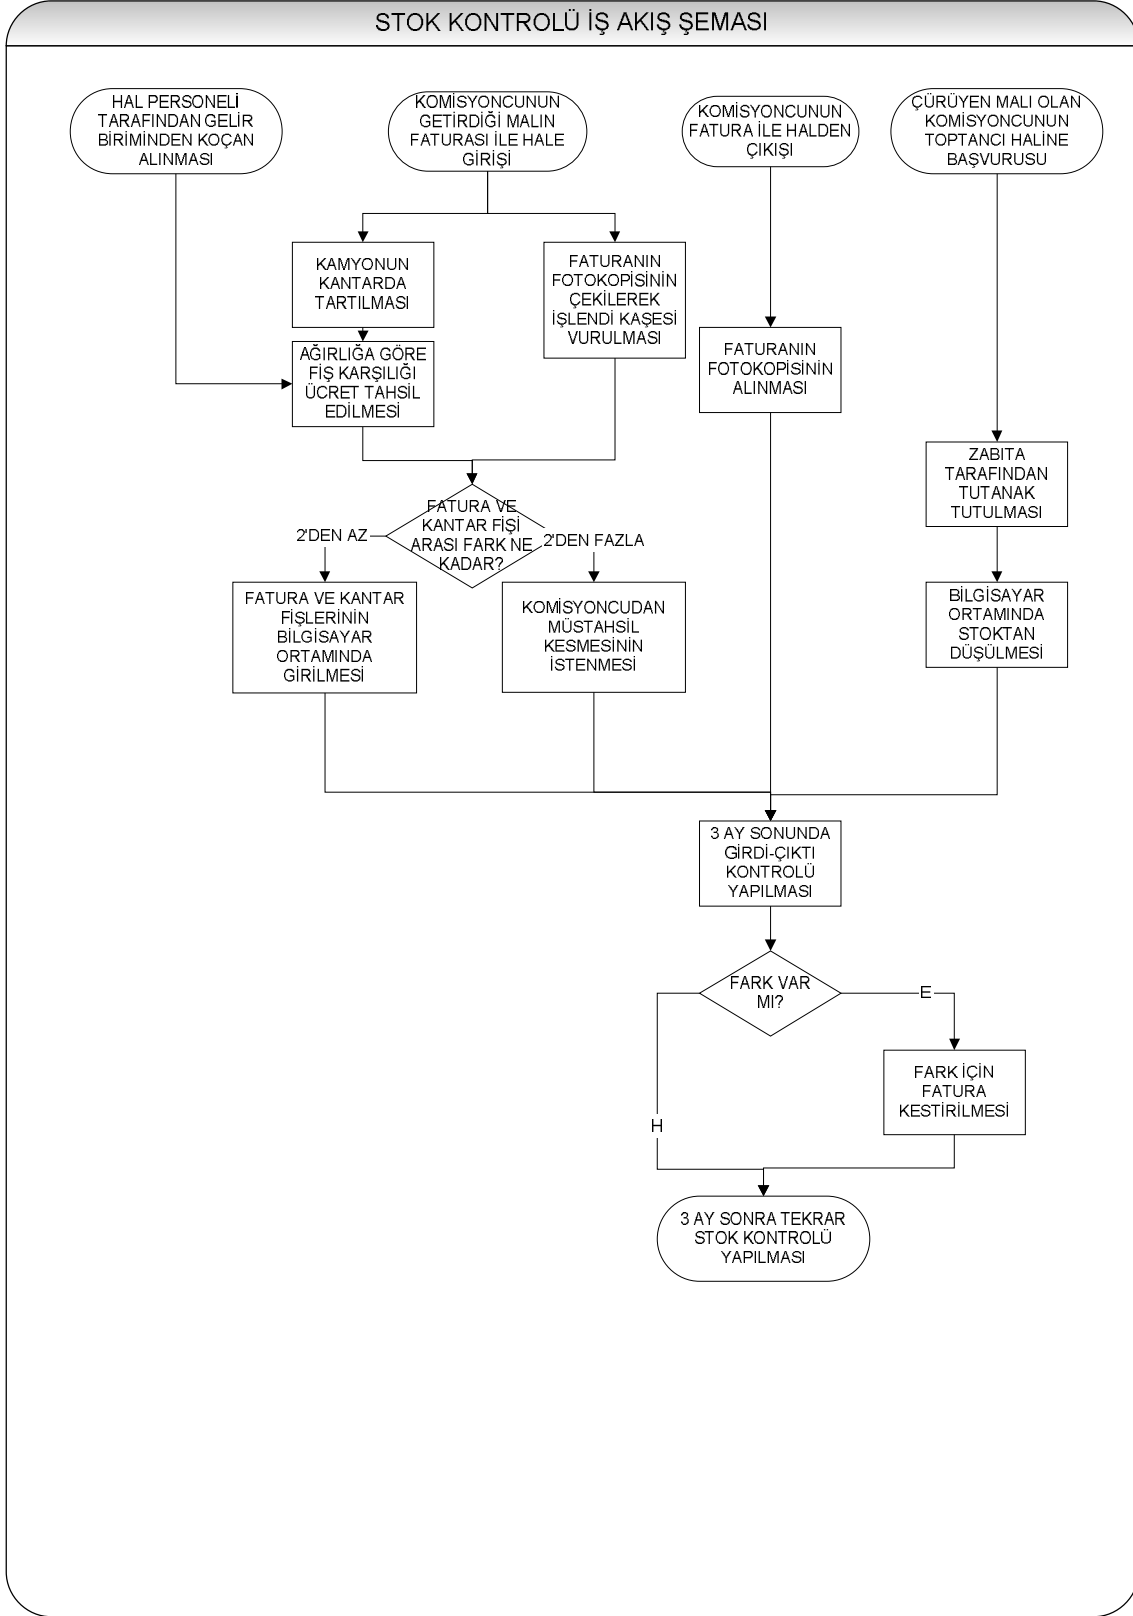 STOK KONTROLÜ İŞ AKIŞ ŞEMASI
HAL PERSONELİ
TARAFINDAN GELİR
BİRİMİNDEN KOÇAN
ALINMASI
KOMİSYONCUNUN
GETİRDİĞİ MALIN
FATURASI İLE HALE
GİRİŞİ
KOMİSYONCUNUN
FATURA İLE HALDEN
ÇIKIŞI
ÇÜRÜYEN MALI OLAN
KOMİSYONCUNUN
TOPTANCI HALİNE
BAŞVURUSU
KAMYONUN
KANTARDA
TARTILMASI
FATURANIN
FOTOKOPİSİNİN
ÇEKİLEREK
İŞLENDİ KAŞESİ
VURULMASI
AĞIRLIĞA GÖRE
FİŞ KARŞILIĞI
ÜCRET TAHSİL
EDİLMESİ
FATURANIN
FOTOKOPİSİNİN
ALINMASI
ZABITA
TARAFINDAN
TUTANAK
TUTULMASI
FATURA VE
KANTAR FİŞİ
ARASI FARK NE
KADAR?
2'DEN AZ
2'DEN FAZLA
FATURA VE KANTAR
FİŞLERİNİN
BİLGİSAYAR
ORTAMINDA
GİRİLMESİ
KOMİSYONCUDAN
MÜSTAHSİL
KESMESİNİN
İSTENMESİ
BİLGİSAYAR
ORTAMINDA
STOKTAN
DÜŞÜLMESİ
3 AY SONUNDA
GİRDİ-ÇIKTI
KONTROLÜ
YAPILMASI
FARK VAR
MI?
E
FARK İÇİN
FATURA
KESTİRİLMESİ
H
3 AY SONRA TEKRAR
STOK KONTROLÜ
YAPILMASI